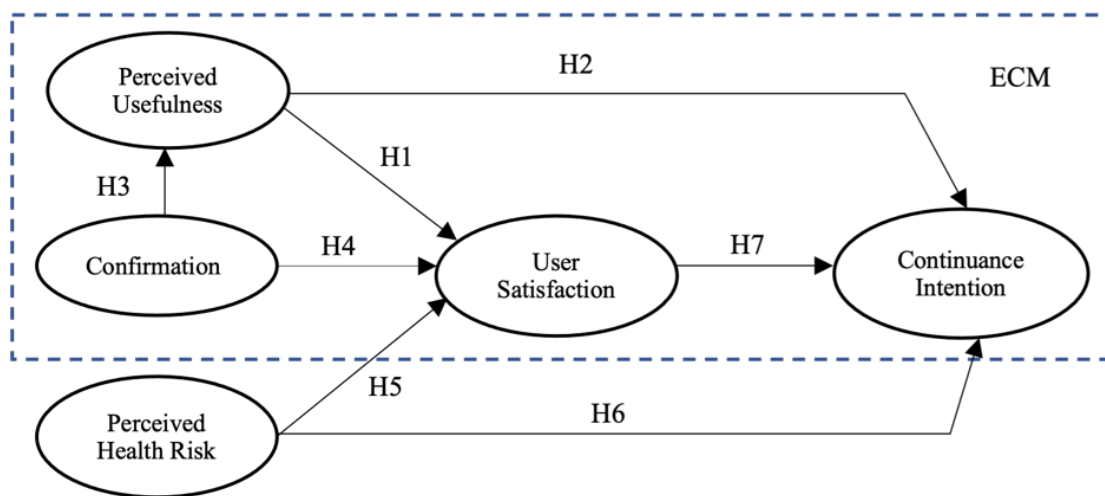 H2
ECM
Perceived
Usefulness
H1
H3
Confirmation
H4
User
Satisfaction
H7
Continuance
Intention
H5
Perceived
Health Risk
H6